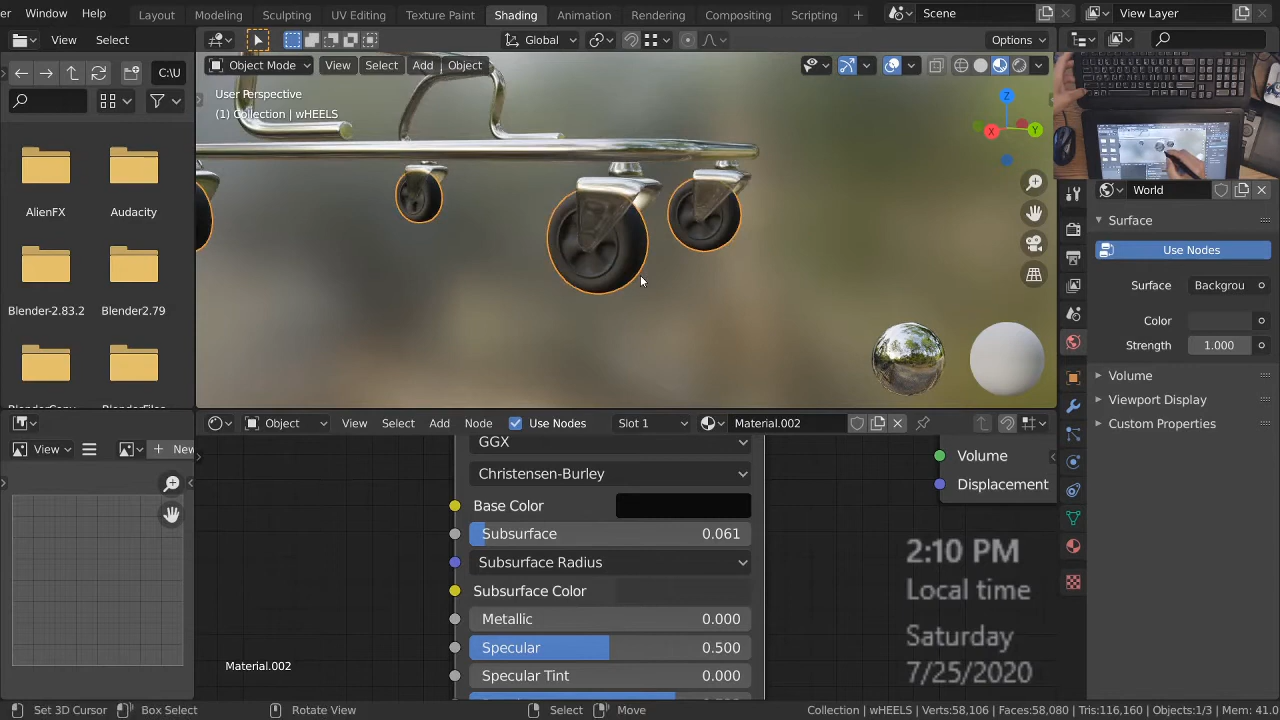 Window Help Layout Modeling Sculpting UV Editing Texture Paint Shading Animation Rendering Compositing Scripting + Scene View Layer
View Select Global Options
C:\U Object Mode View Select Add Object
User Perspective
(1) Collection | wHEELS
Z
X Y
AlienFX Audacity
Blender-2.83.2 Blender2.79
World
Surface
Use Nodes
Surface Backgrou
Color
Strength 1.000
Volume
Viewport Display
Custom Properties
Object View Select Add Node Use Nodes Slot 1 Material.002
View New
GGX
Christensen-Burley
Base Color
Subsurface 0.061
Subsurface Radius
Subsurface Color
Metallic 0.000
Specular 0.500
Specular Tint 0.000
Volume
Displacement
Material.002
2:10 PM
Local time
Saturday
7/25/2020
Set 3D Cursor Box Select Rotate View Select Move Collection | wHEELS | Verts:58,106 | Faces:58,080 | Tris:116,160 | Objects:1/3 | Mem: 41.0